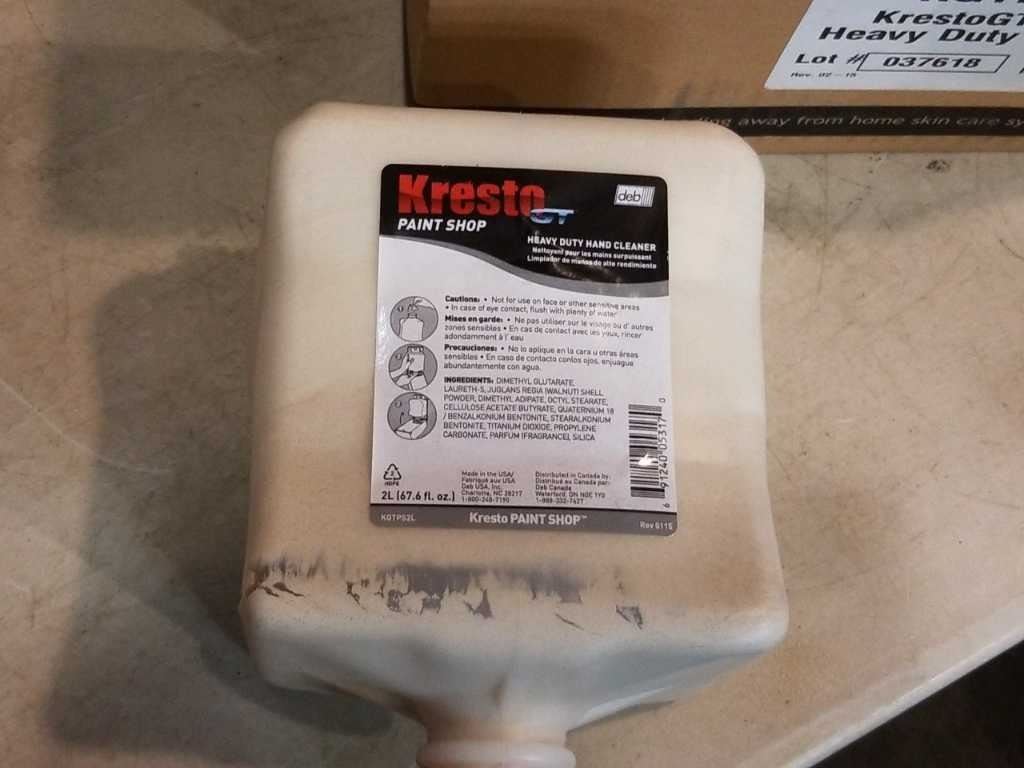 KrestoGT
Heavy Duty
Lot # 037618
Rev. 02 - 15
away from home skin care sy
Kresto GT
deb
PAINT SHOP
HEAVY DUTY HAND CLEANER
Nettoyant pour les mains surpuissant
Limpiador de manos de alto rendimiento
Cautions: • Not for use on face or other sensitive areas
• In case of eye contact, flush with plenty of water
Mises en garde: • Ne pas utiliser sur le visage ou d' autres
zones sensibles • En cas de contact avec les yeux, rincer
adondamment à l' eau
Precauciones: • No lo aplique en la cara u otras áreas
sensibles • En caso de contacto conlos ojos, enjuague
abundantemente con agua.
INGREDIENTS: DIMETHYL GLUTARATE,
LAURETH-5, JUGLANS REGIA (WALNUT) SHELL
POWDER, DIMETHYL ADIPATE, OCTYL STEARATE,
CELLULOSE ACETATE BUTYRATE, QUATERNIUM 18
/ BENZALKONIUM BENTONITE, STEARALKONIUM
BENTONITE, TITANIUM DIOXIDE, PROPYLENE
CARBONATE, PARFUM (FRAGRANCE), SILICA
2
HDPE
2L (67.6 fl. oz.)
Made in the USA/
Fabriqué aux USA
Deb USA, Inc.
Charlotte, NC 28217
1-800-248-7190
Distributed in Canada by:
Distribué au Canada par:
Deb Canada
Waterford, ON N0E 1Y0
1-888-332-7627
6 91240 05317 0
KGTPS2L
Kresto PAINT SHOP™
Rev 0115